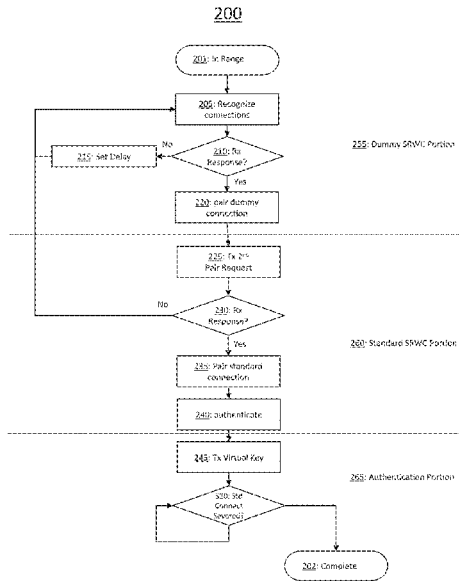 200
201: In Range
205: Recognize
connections
210: Rx
Response?
No
215: Set Delay
255: Dummy SRWC Portion
Yes
220: pair dummy
connection
225: Tx 2nd
Pair Request
No
230: Rx
Response?
Yes
260: Standard SRWC Portion
235: Pair standard
connection
240: authenticate
245: Tx Virtual Key
265: Authentication Portion
Std
Connect
Severed?
202: Complete